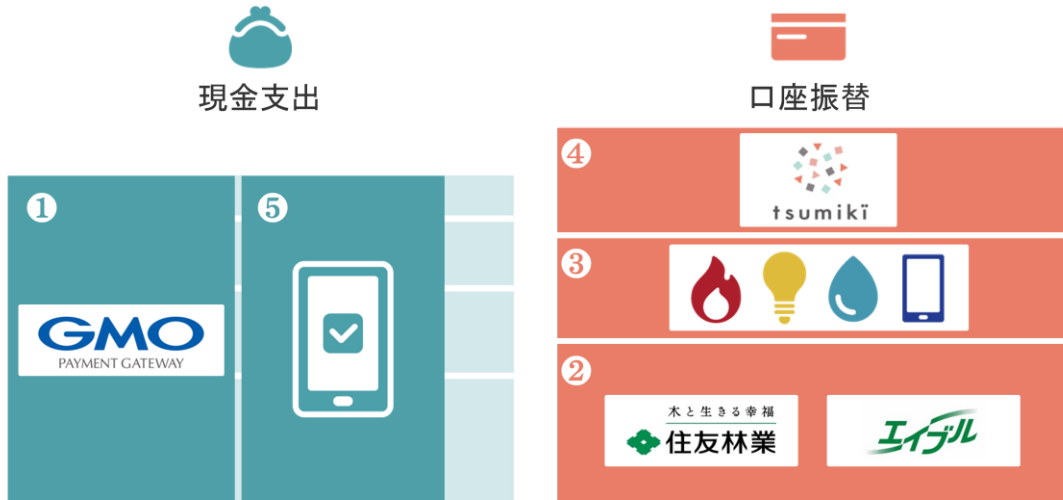 現金支出
口座振替
❶
GMO
PAYMENT GATEWAY
❺
❹
tsumikï
❸
❷
木と生きる幸福
住友林業
エイブル